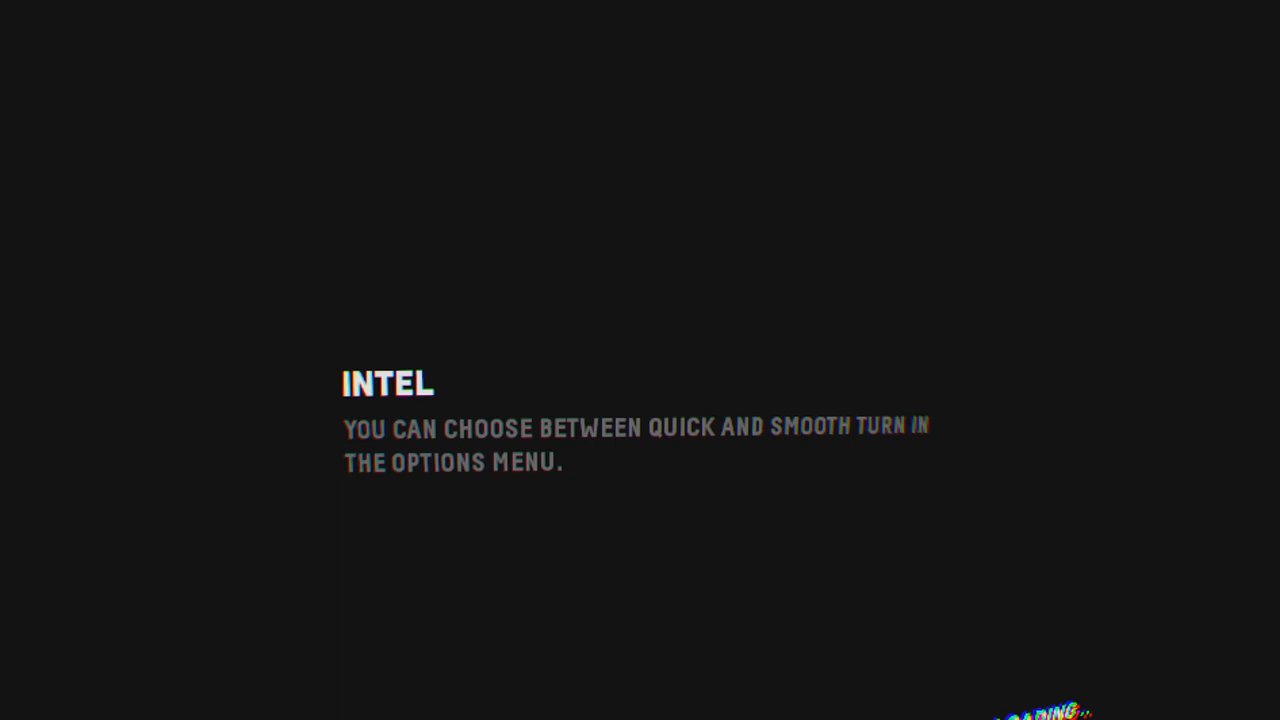 INTEL
YOU CAN CHOOSE BETWEEN QUICK AND SMOOTH TURN IN
THE OPTIONS MENU.